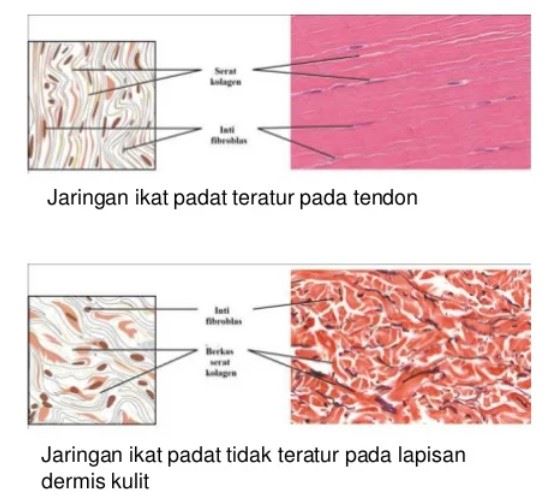 Serat
kolagen
Inti
fibroblas
Jaringan ikat padat teratur pada tendon
Inti
fibroblas
Berkas
serat
kolagen
Jaringan ikat padat tidak teratur pada lapisan
dermis kulit